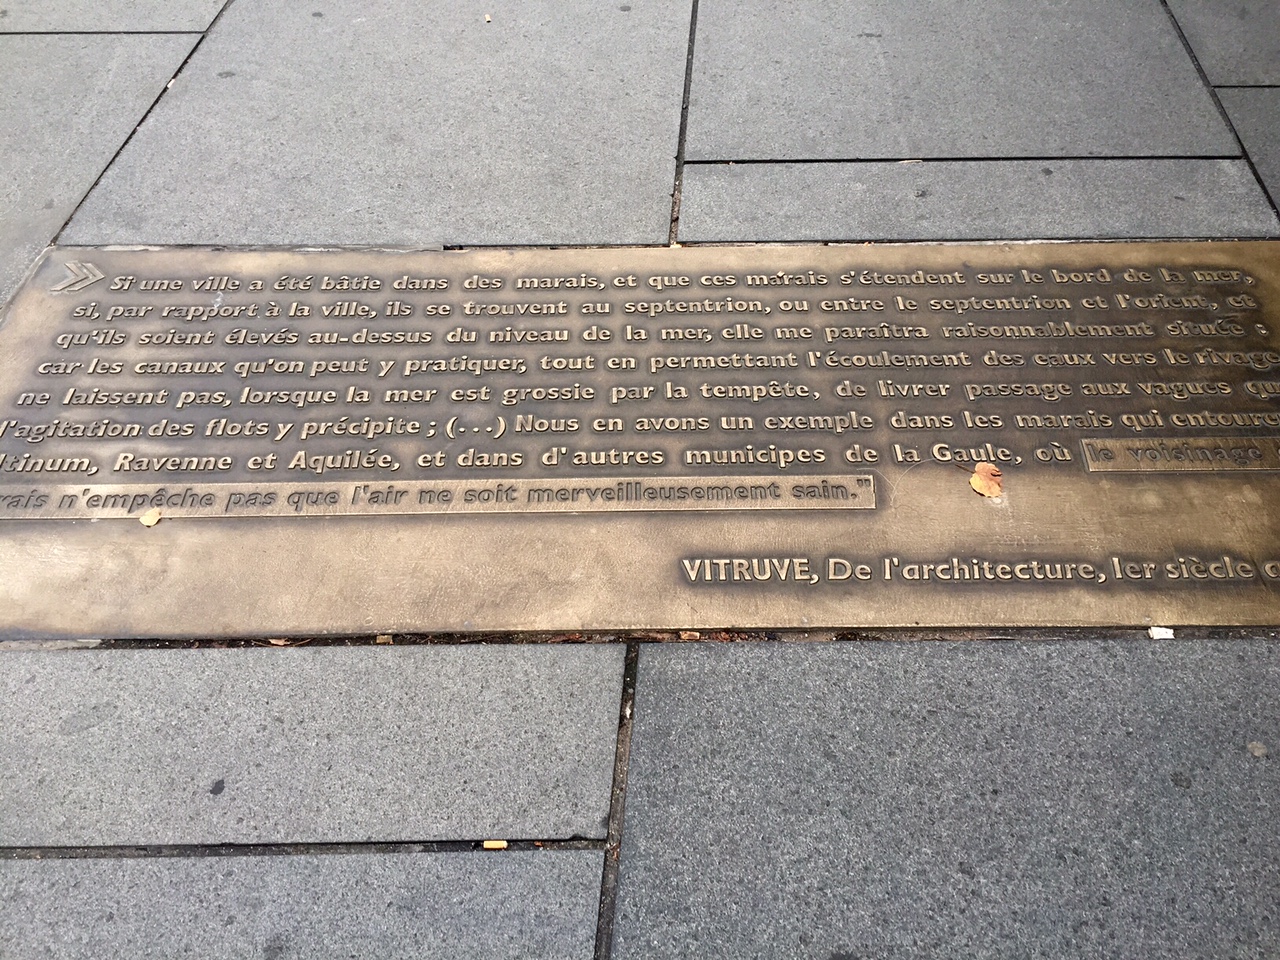 Si une ville a été bâtie dans des marais, et que ces marais s'étendent sur le bord de la mer,
si, par rapport à la ville, ils se trouvent au septentrion, ou entre le septentrion et l'orient, et
qu'ils soient élevés au-dessus du niveau de la mer, elle me paraîtra raisonnablement située :
car les canaux qu'on peut y pratiquer, tout en permettant l'écoulement des eaux vers le rivage
ne laissent pas, lorsque la mer est grossie par la tempête, de livrer passage aux vagues qu
l'agitation des flots y précipite ; (...) Nous en avons un exemple dans les marais qui entoure
ltinum, Ravenne et Aquilée, et dans d'autres municipes de la Gaule, où le voisinage
rais n'empêche pas que l'air ne soit merveilleusement sain."
VITRUVE, De l'architecture, Ier siècle